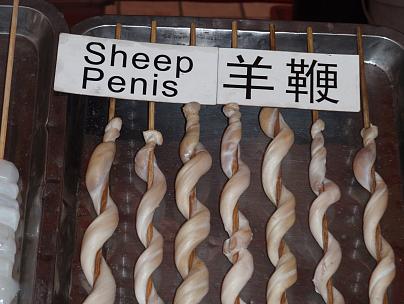 Sheep
Penis
羊鞭